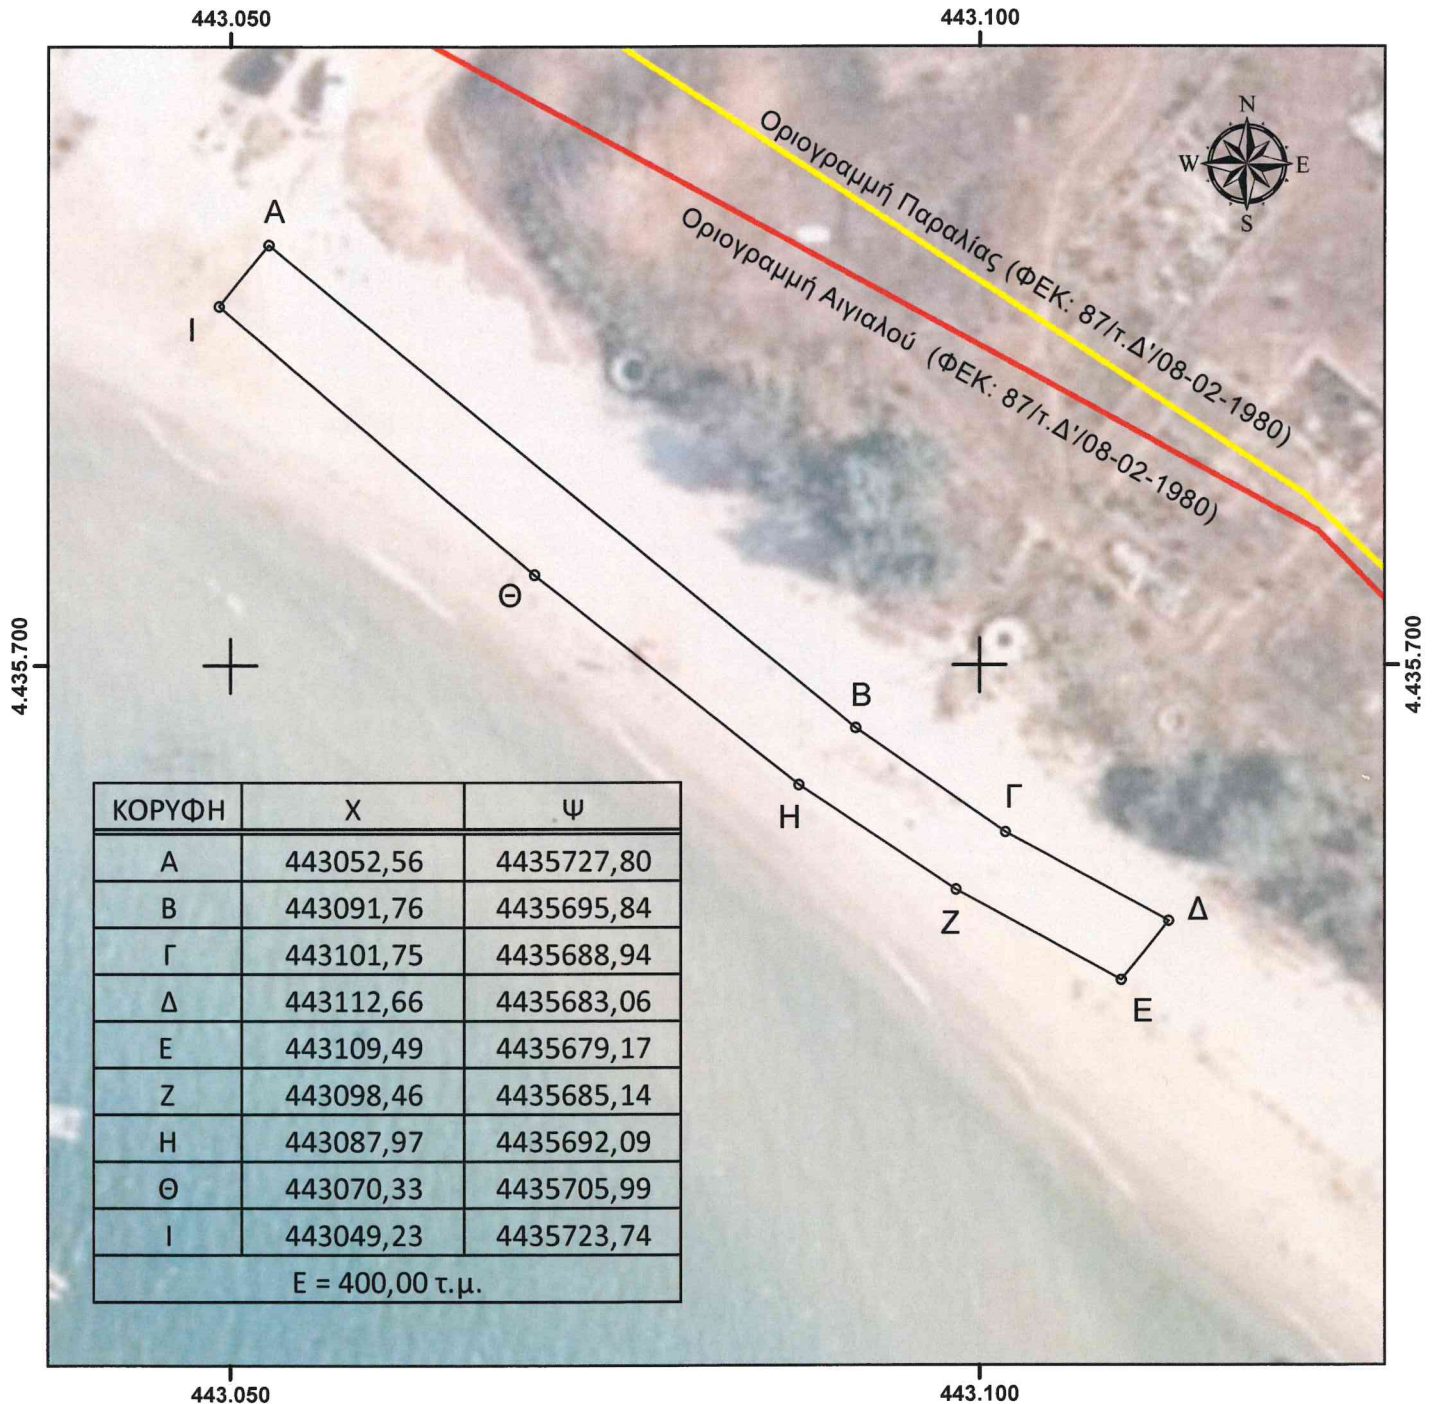 443.050
443.100
N
W E
S
Οριογραμμή Παραλίας (ΦΕΚ: 87/τ.Δ'/08-02-1980)
Οριογραμμή Αιγιαλού (ΦΕΚ: 87/τ.Δ'/08-02-1980)
Α
Ι
Θ
4.435.700
4.435.700
Β
Η
Γ
Ζ
Δ
Ε
ΚΟΡΥΦΗ Χ Ψ
Α 443052,56 4435727,80
Β 443091,76 4435695,84
Γ 443101,75 4435688,94
Δ 443112,66 4435683,06
Ε 443109,49 4435679,17
Ζ 443098,46 4435685,14
Η 443087,97 4435692,09
Θ 443070,33 4435705,99
Ι 443049,23 4435723,74
Ε = 400,00 τ.μ.
443.050
443.100